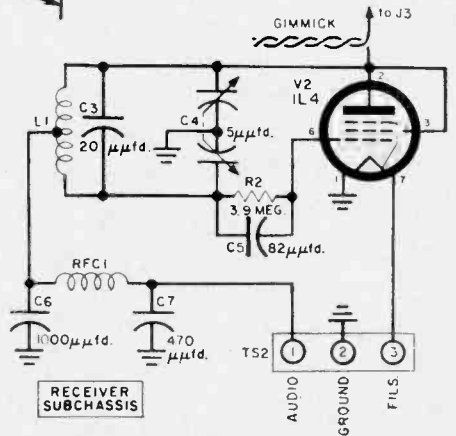 to J3
GIMMICK
V2
1L4
2
3
6
1
7
L1
C3
20 μμfd.
C4
5μμfd.
R2
3.9 MEG.
C5
82μμfd.
RFC1
C6
1000μμfd.
C7
470
μμfd.
TS2
1
2
3
AUDIO
GROUND
FILS.
RECEIVER
SUBCHASSIS